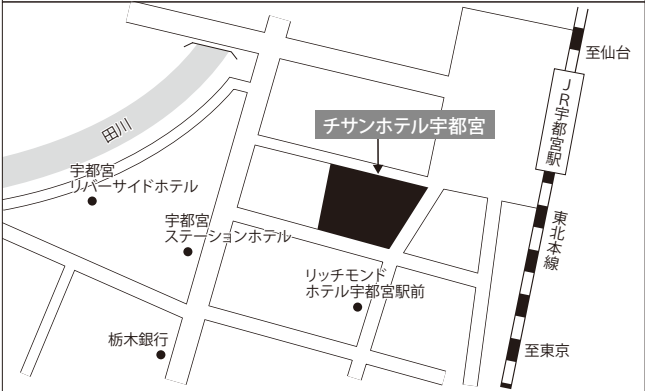 至仙台
JR宇都宮駅
チサンホテル宇都宮
田川
宇都宮
リバーサイドホテル
宇都宮
ステーションホテル
東北本線
リッチモンド
ホテル宇都宮駅前
栃木銀行
至東京